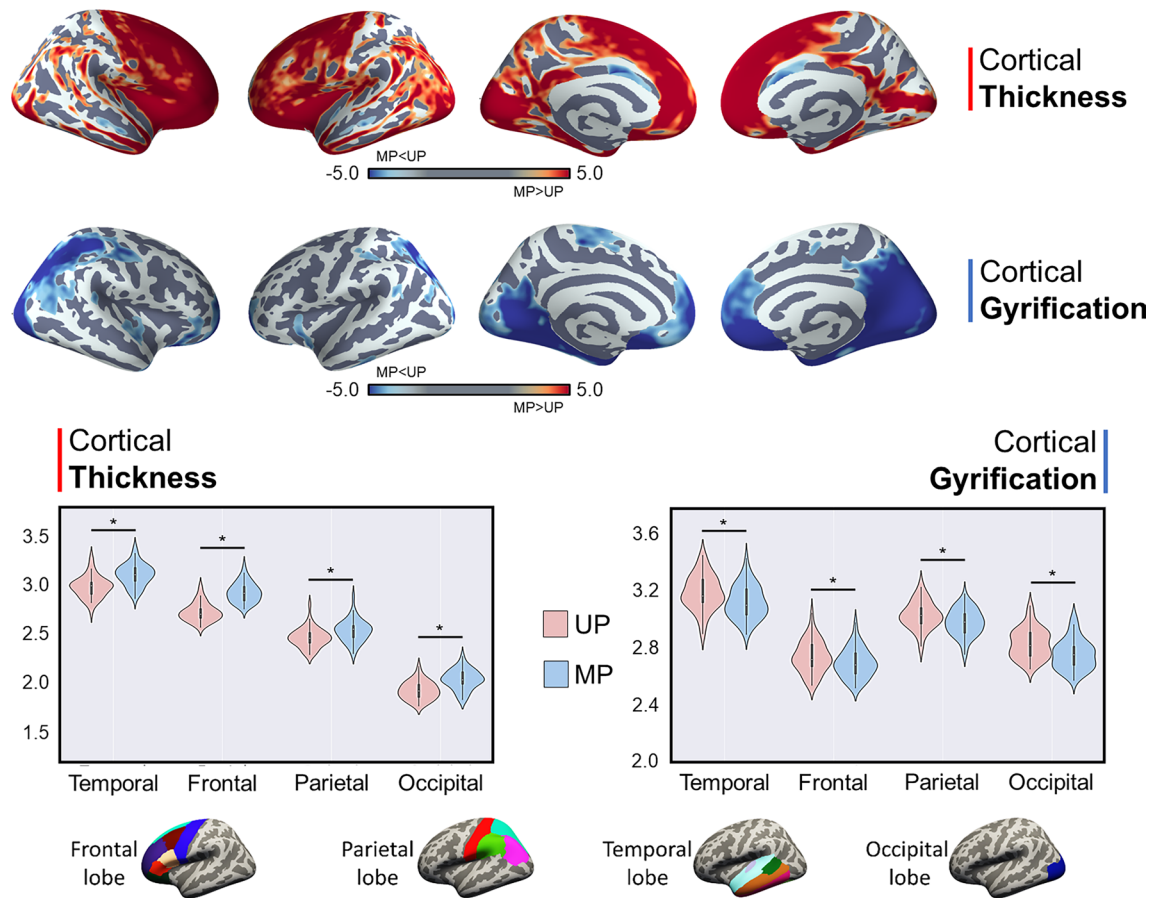 Cortical
Thickness
MP<UP
-5.0 5.0
MP>UP
Cortical
Gyrification
MP<UP
-5.0 5.0
MP>UP
Cortical
Thickness
3.5
3.0
2.5
2.0
1.5
* * * *
Temporal Frontal Parietal Occipital
UP
MP
Cortical
Gyrification
3.6
3.2
2.8
2.4
2.0
* * * *
Temporal Frontal Parietal Occipital
Frontal
lobe
Parietal
lobe
Temporal
lobe
Occipital
lobe